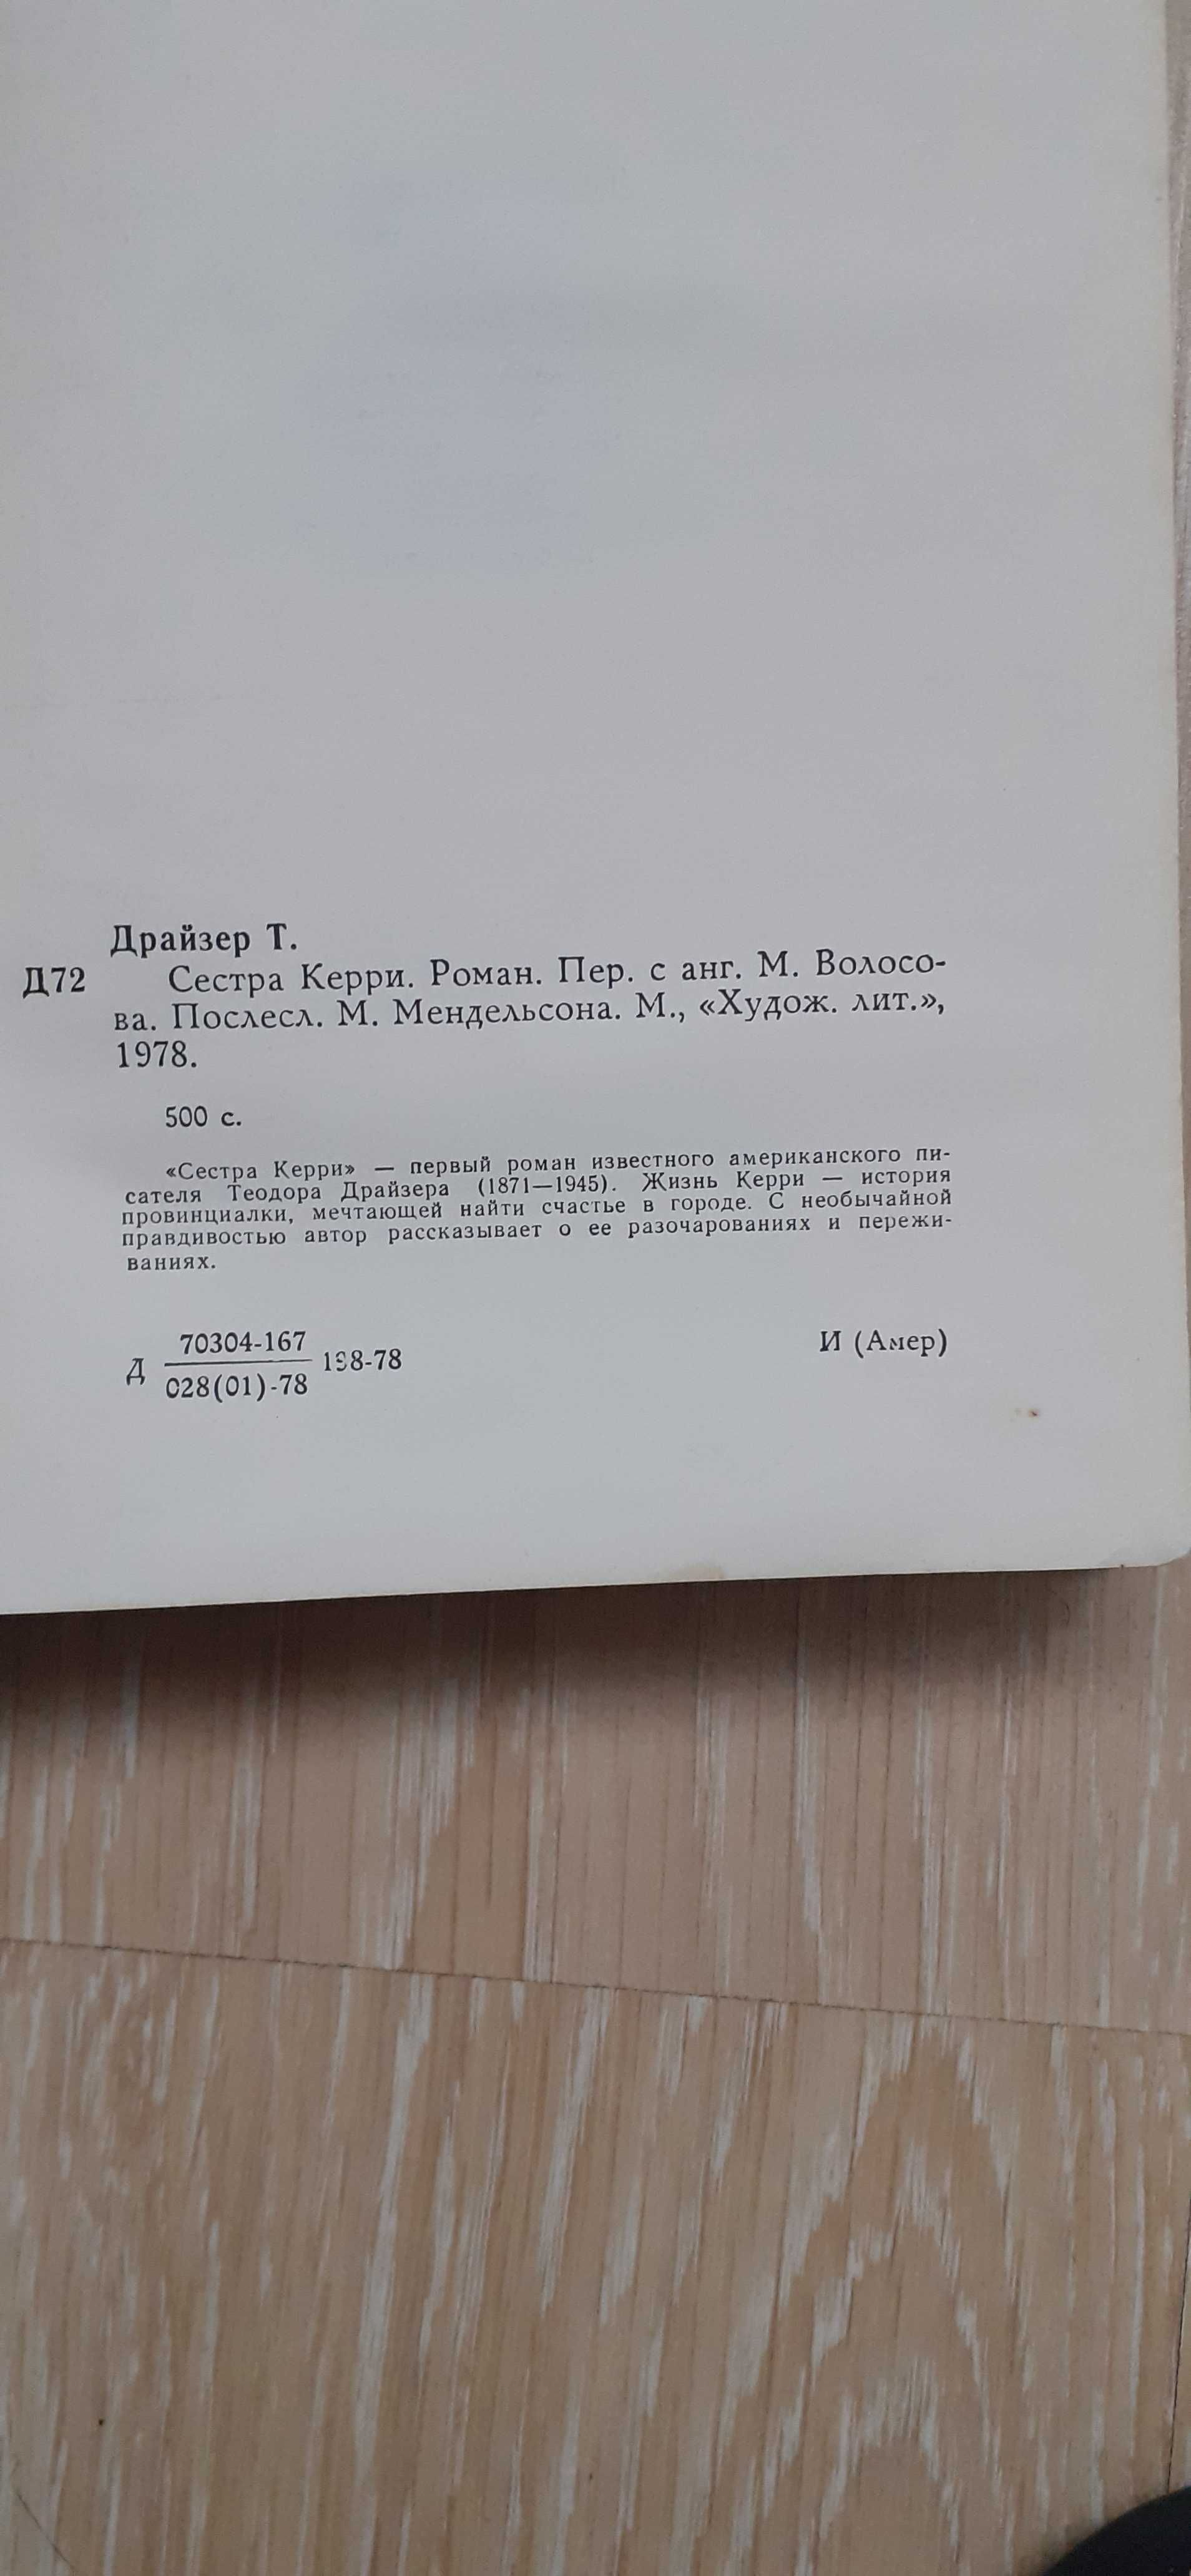 Драйзер Т.
Д72 Сестра Керри. Роман. Пер. с анг. М. Волосо-
ва. Послесл. М. Мендельсона. М., «Худож. лит.»,
1978.
500 с.
«Сестра Керри» — первый роман известного американского пи-
сателя Теодора Драйзера (1871—1945). Жизнь Керри — история
провинциалки, мечтающей найти счастье в городе. С необычайной
правдивостью автор рассказывает о ее разочарованиях и пережи-
ваниях.
70304-167
Д 198-78
028(01)-78
И (Амер)